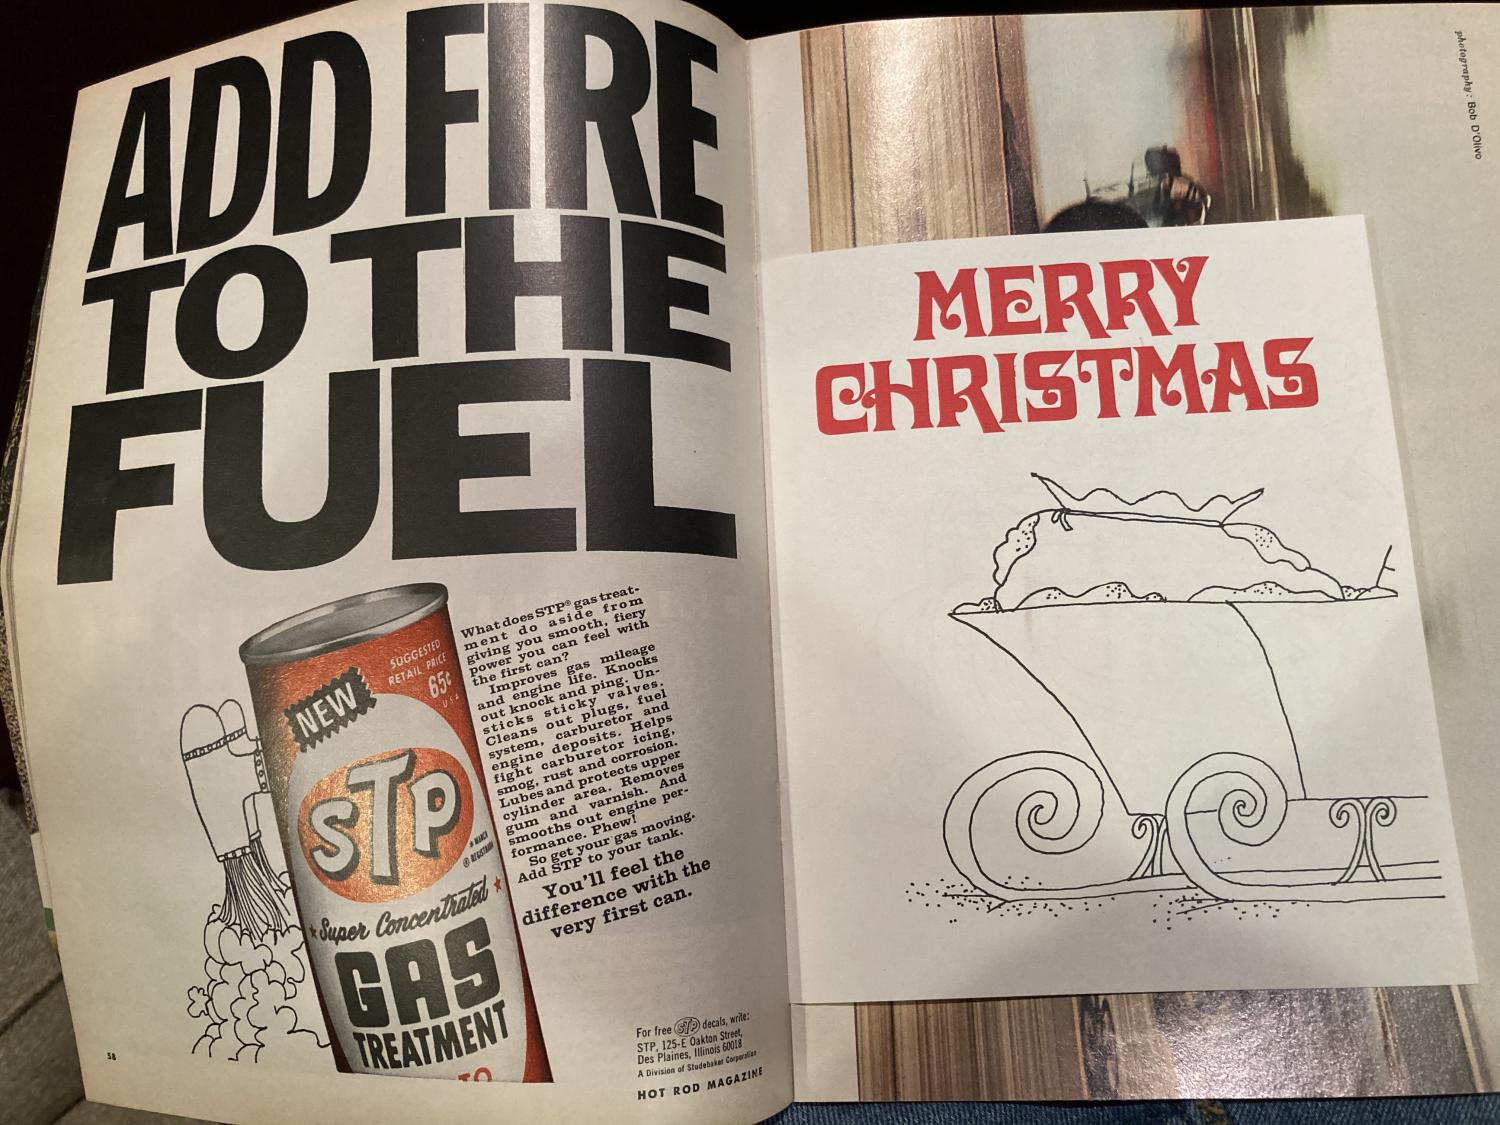 ADD FIRE
TO THE
FUEL
SUGGESTED
RETAIL PRICE
65¢
USA
NEW
STP
® MARCA
® REGISTRADA
Super Concentrated
GAS
TREATMENT
What does STP® gas treat-
ment do aside from
giving you smooth, fiery
power you can feel with
the first can?
Improves gas mileage
and engine life. Knocks
out knock and ping. Un-
sticks sticky valves.
Cleans out plugs, fuel
system, carburetor and
engine deposits. Helps
fight carburetor icing,
smog, rust and corrosion.
Lubes and protects upper
cylinder area. Removes
gum and varnish. And
smooths out engine per-
formance. Phew!
So get your gas moving.
Add STP to your tank.
You'll feel the
difference with the
very first can.
For free STP decals, write:
STP, 125-E Oakton Street,
Des Plaines, Illinois 60018
A Division of Studebaker Corporation
58
HOT ROD MAGAZINE
photography: Bob D'Olivo
MERRY
CHRISTMAS